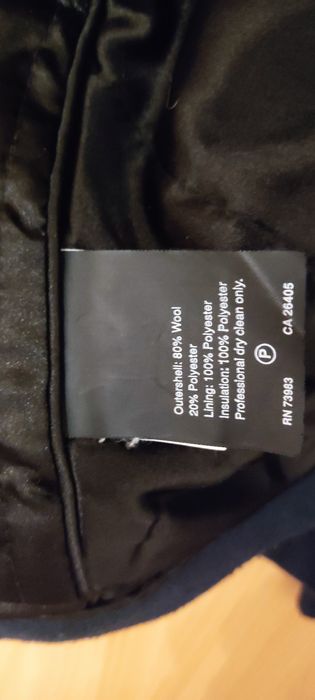 Outershell: 80% Wool
20% Polyester
Lining: 100% Polyester
Insulation: 100% Polyester
Professional dry clean only.
P
RN 73983 CA 26405